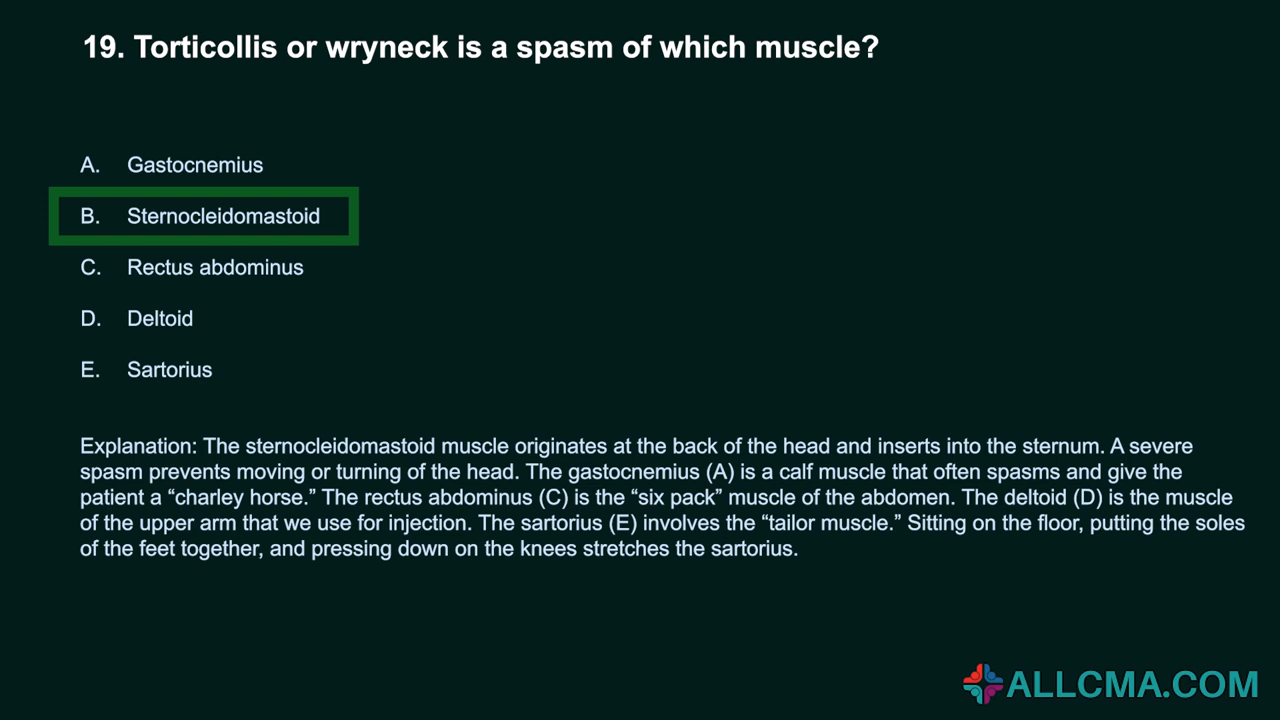 19. Torticollis or wryneck is a spasm of which muscle?
A. Gastocnemius
B. Sternocleidomastoid
C. Rectus abdominus
D. Deltoid
E. Sartorius
Explanation: The sternocleidomastoid muscle originates at the back of the head and inserts into the sternum. A severe
spasm prevents moving or turning of the head. The gastocnemius (A) is a calf muscle that often spasms and give the
patient a “charley horse.” The rectus abdominus (C) is the “six pack” muscle of the abdomen. The deltoid (D) is the muscle
of the upper arm that we use for injection. The sartorius (E) involves the “tailor muscle.” Sitting on the floor, putting the soles
of the feet together, and pressing down on the knees stretches the sartorius.
ALLCMA.COM